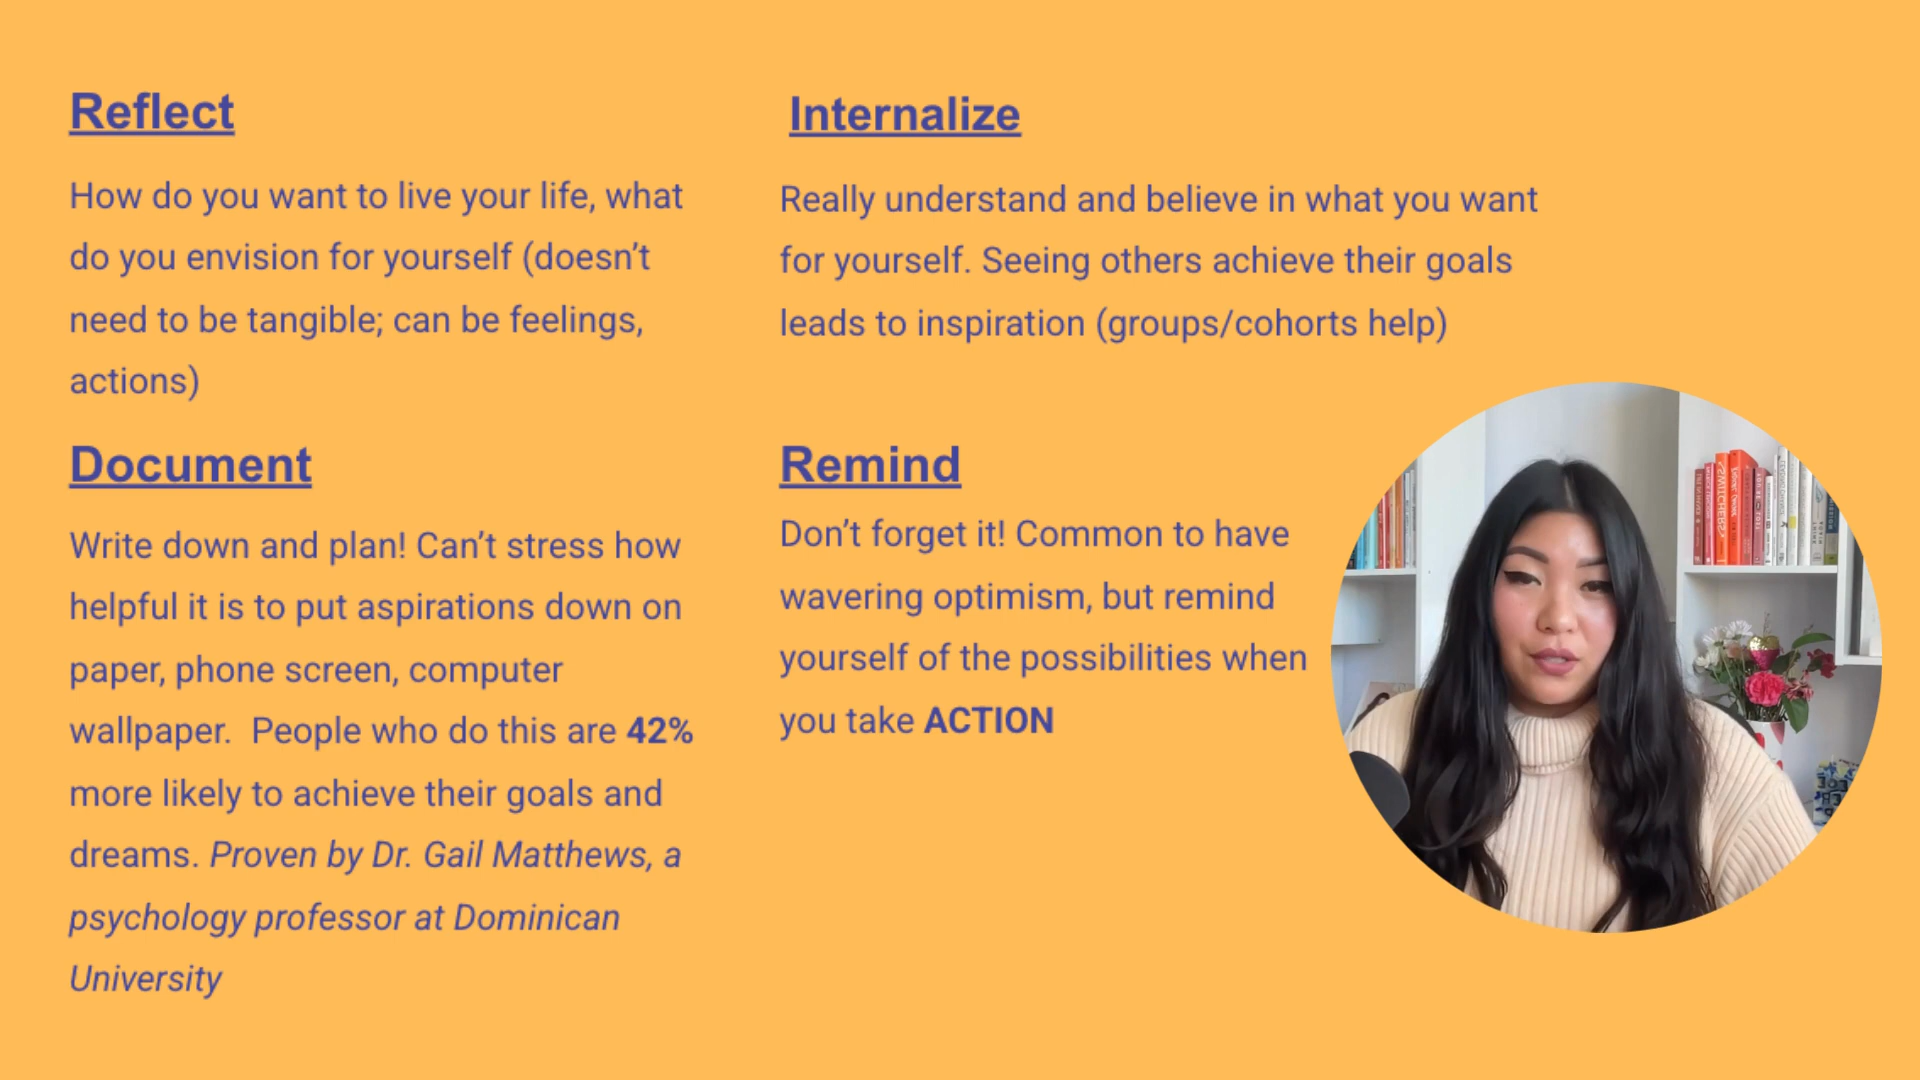 Reflect
How do you want to live your life, what
do you envision for yourself (doesn’t
need to be tangible; can be feelings,
actions)
Internalize
Really understand and believe in what you want
for yourself. Seeing others achieve their goals
leads to inspiration (groups/cohorts help)
Document
Write down and plan! Can’t stress how
helpful it is to put aspirations down on
paper, phone screen, computer
wallpaper.  People who do this are 42%
more likely to achieve their goals and
dreams. Proven by Dr. Gail Matthews, a
psychology professor at Dominican
University
Remind
Don’t forget it! Common to have
wavering optimism, but remind
yourself of the possibilities when
you take ACTION